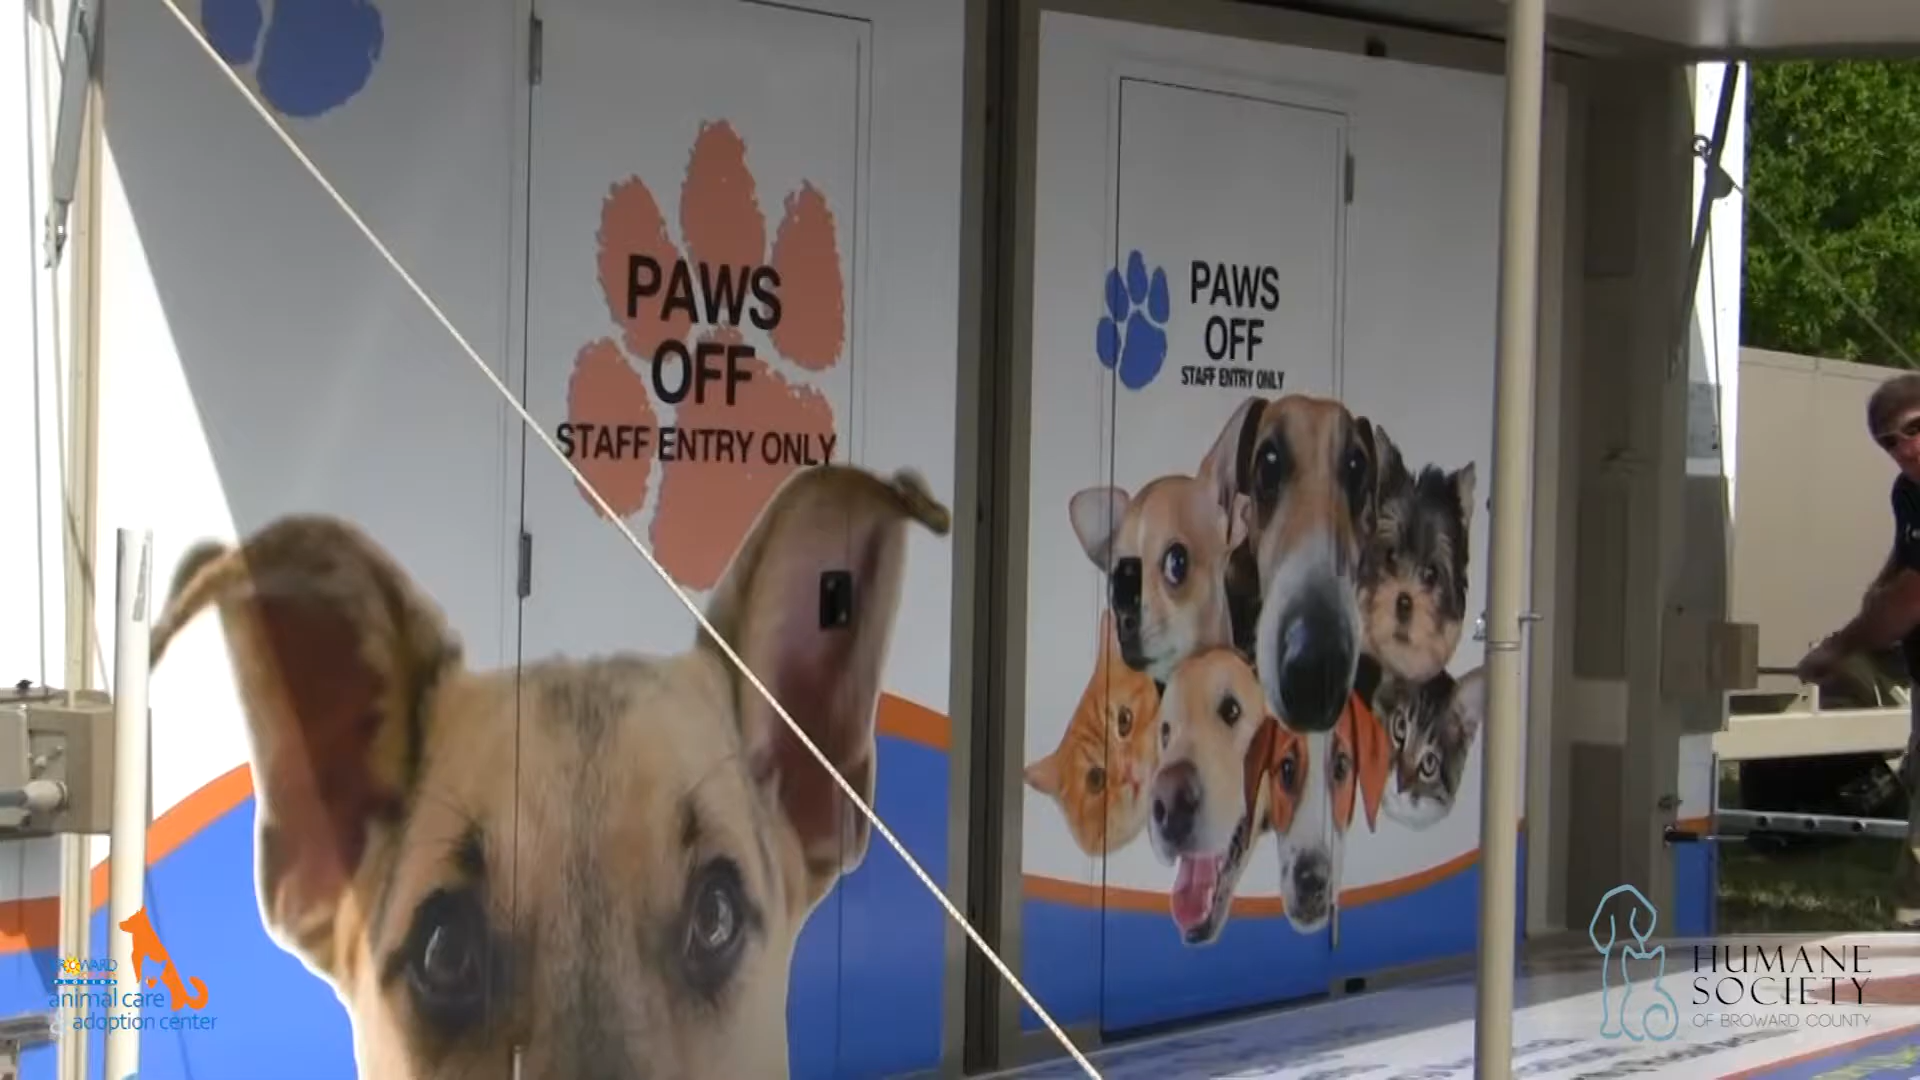 PAWS
OFF
STAFF ENTRY ONLY
PAWS
OFF
STAFF ENTRY ONLY
BROWARD
FLORIDA
animal care
adoption center
HUMANE
SOCIETY
OF BROWARD COUNTY